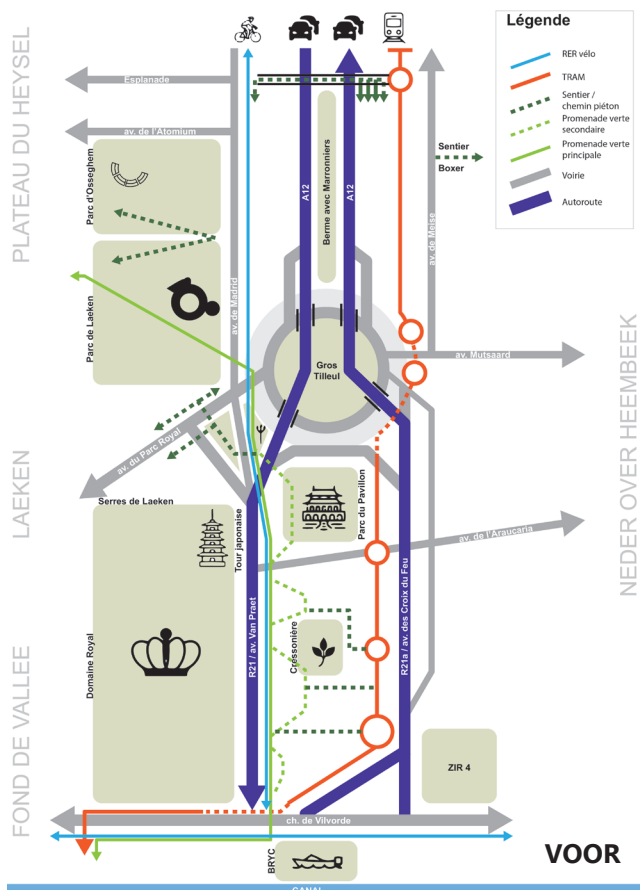 Légende
RER vélo
TRAM
Sentier /
chemin piéton
Promenade verte
secondaire
Promenade verte
principale
Voirie
Autoroute
PLATEAU DU HEYSEL
LAEKEN
FOND DE VALLEE
NEDER OVER HEEMBEEK
Esplanade
av. de l'Atomium
Parc d'Osseghem
Parc de Laeken
av. de Madrid
A12
Berme avec Marronniers
A12
av. de Meise
Sentier
Boxer
Gros
Tilleul
av. Mutsaard
av. du Parc Royal
Serres de Laeken
Tour japonaise
Parc du Pavillon
av. de l'Araucaria
Domaine Royal
R21 / av. Van Praet
Cressonière
R21a / av. des Croix du Feu
ZIR 4
ch. de Vilvorde
BRYC
VOOR
CANAL